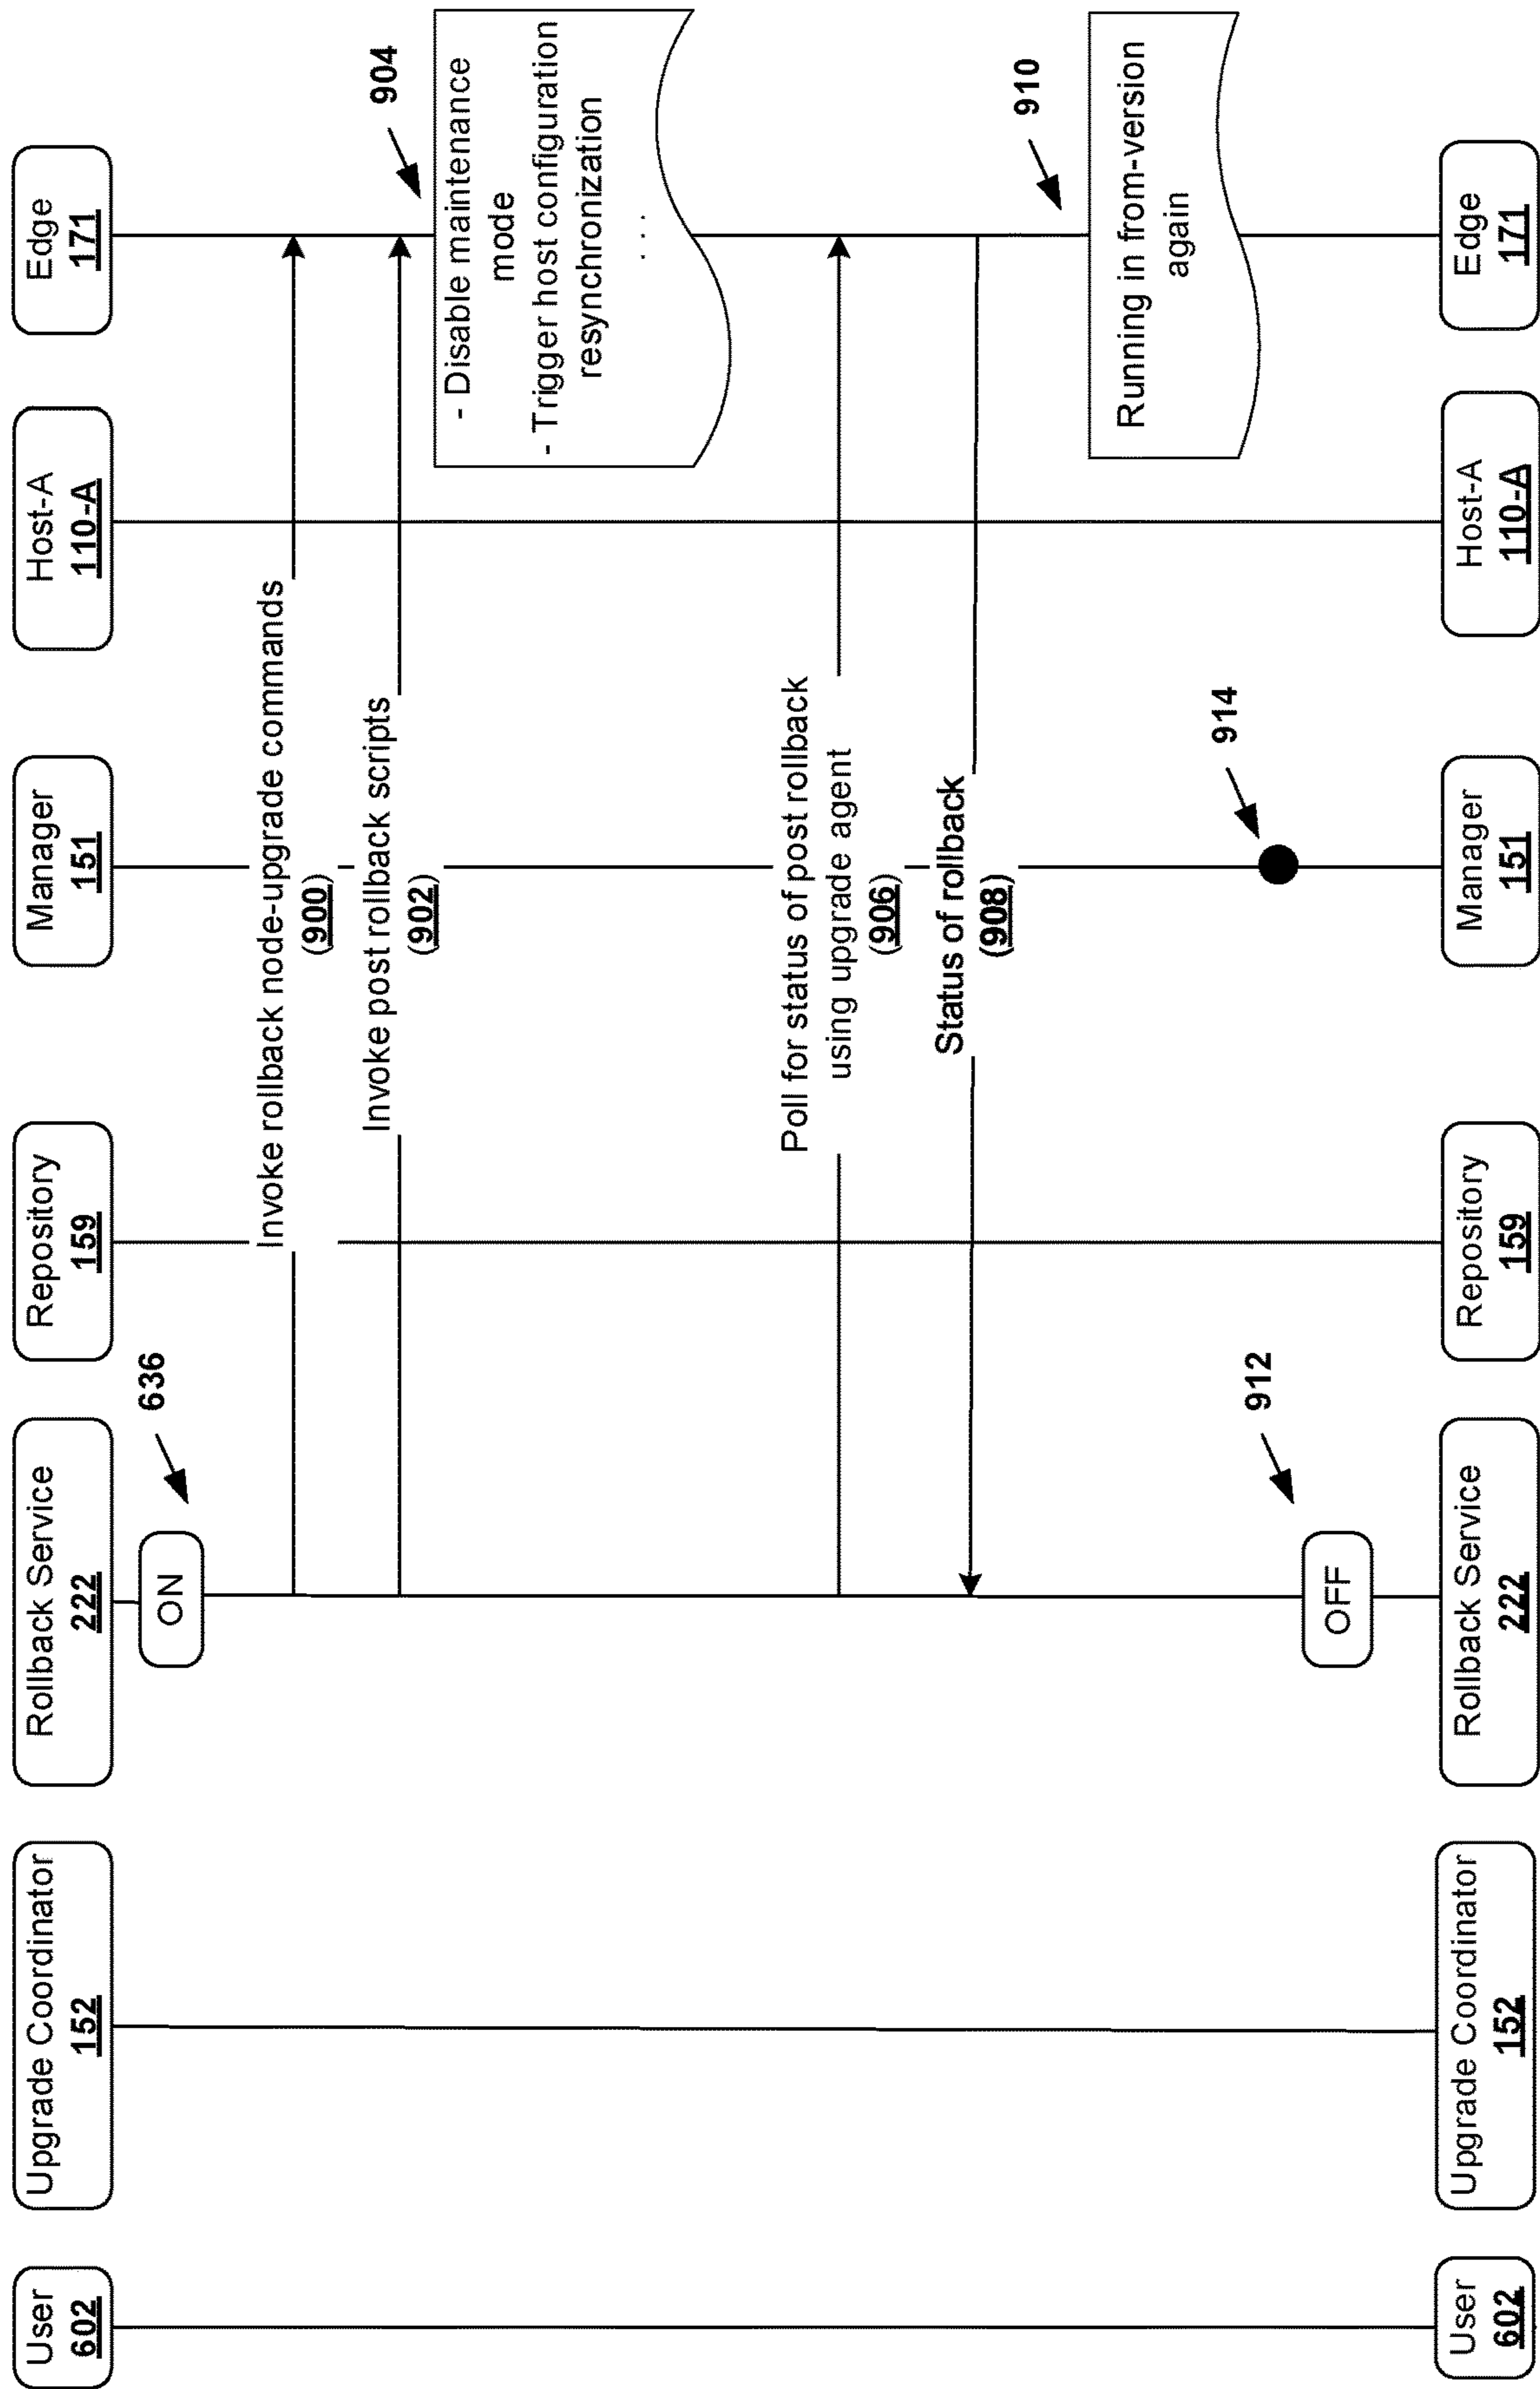 User
602
Upgrade Coordinator
152
Rollback Service
222
Repository
159
Manager
151
Host-A
110-A
Edge
171
ON
636
Invoke rollback node-upgrade commands
(900)
Invoke post rollback scripts
(902)
904
- Disable maintenance
mode
- Trigger host configuration
resynchronization
...
Poll for status of post rollback
using upgrade agent
(906)
Status of rollback
(908)
910
Running in from-version
again
914
912
OFF
User
602
Upgrade Coordinator
152
Rollback Service
222
Repository
159
Manager
151
Host-A
110-A
Edge
171